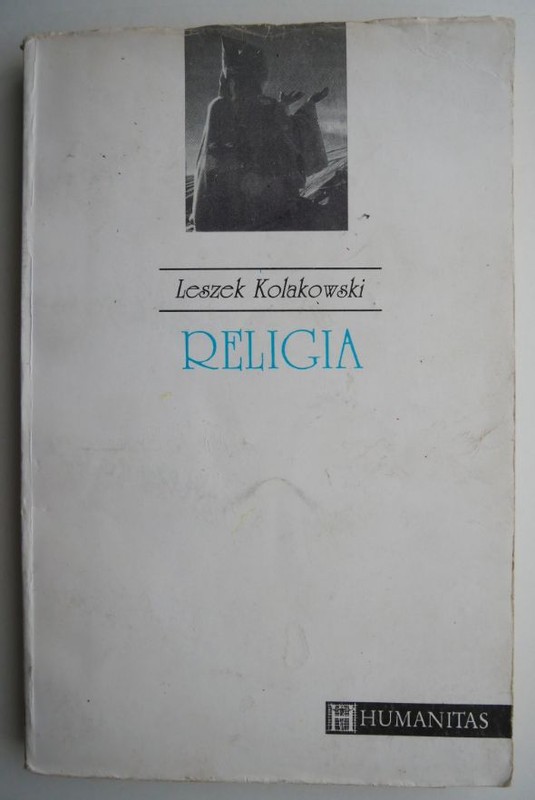 Leszek Kolakowski
RELIGIA
HUMANITAS